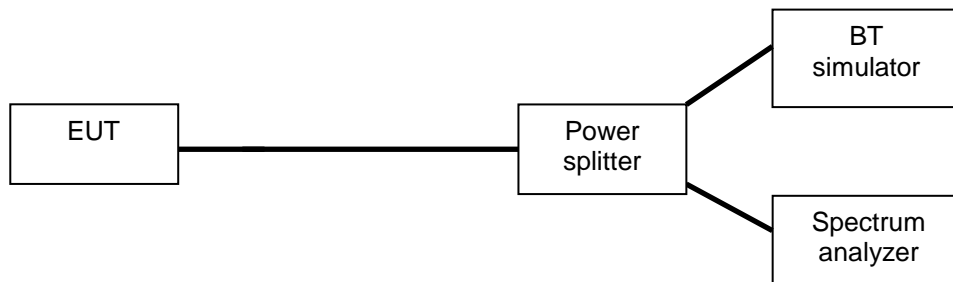 EUT
Power
splitter
BT
simulator
Spectrum
analyzer